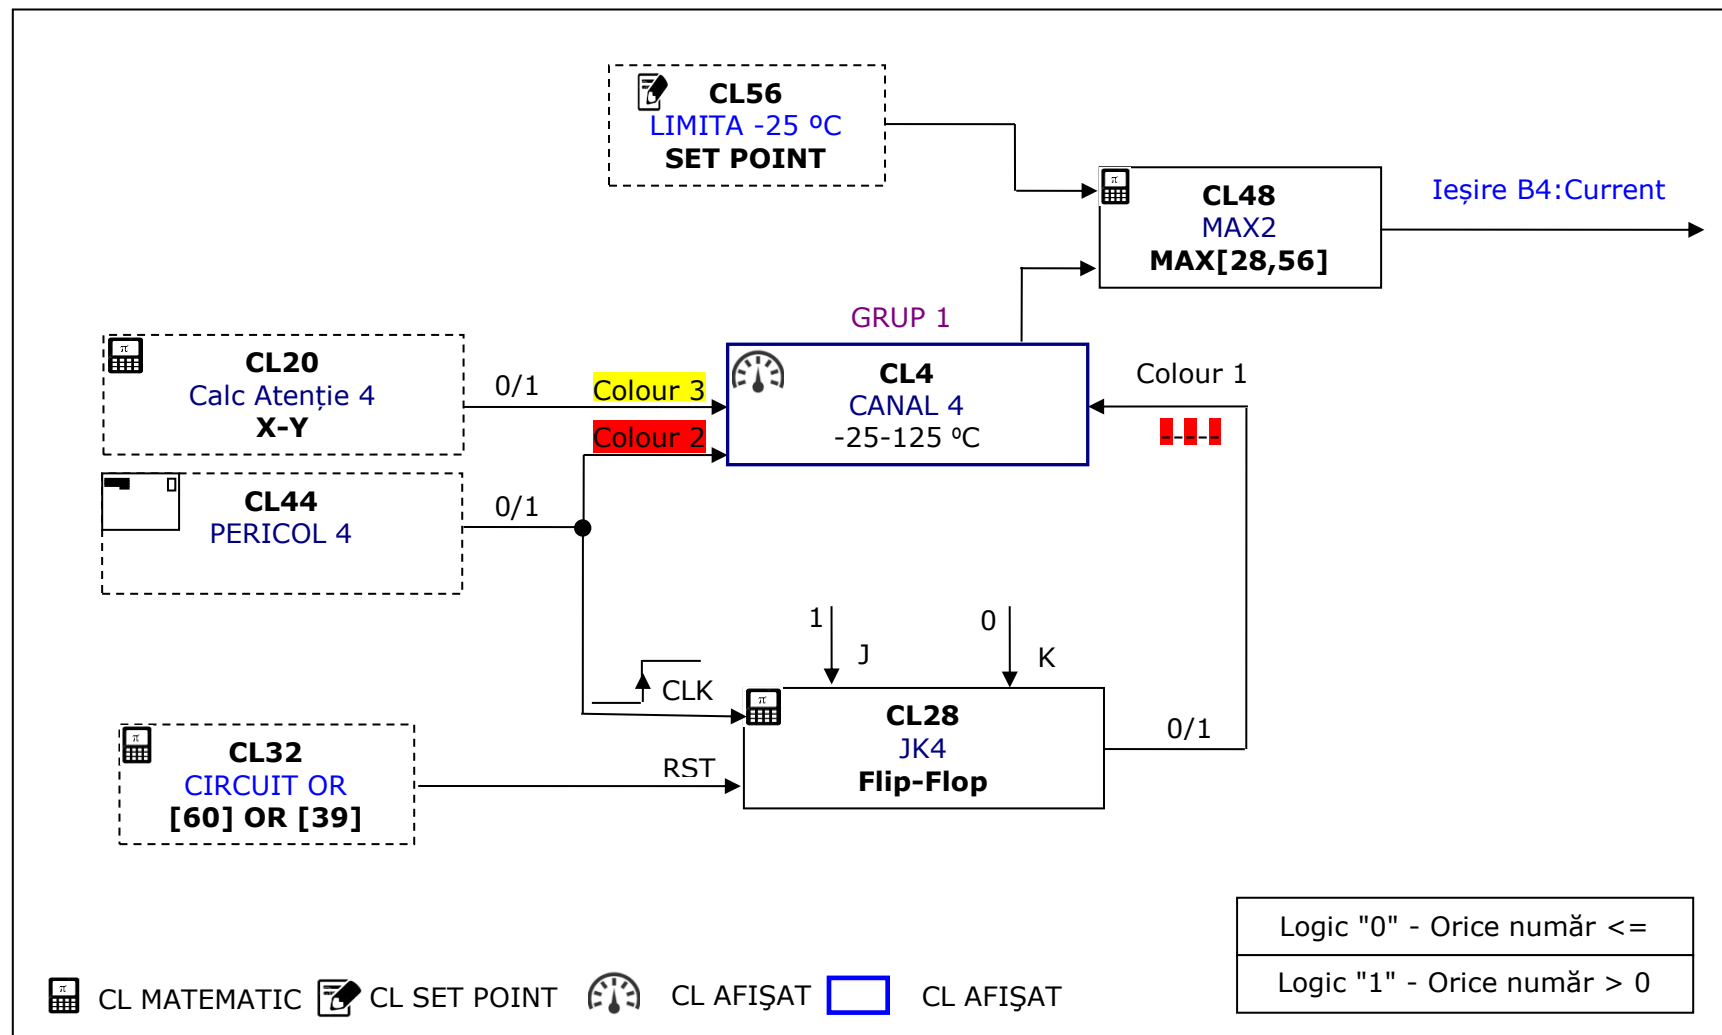 CL56
LIMITA -25 ºC
SET POINT
CL48
MAX2
MAX[28,56]
Ieșire B4:Current
GRUP 1
CL20
Calc Atenție 4
X-Y
0/1
Colour 3
Colour 2
CL4
CANAL 4
-25-125 ºC
Colour 1
-----
CL44
PERICOL 4
0/1
1
J
0
K
CLK
CL28
JK4
Flip-Flop
0/1
CL32
CIRCUIT OR
[60] OR [39]
RST
Logic "0" - Orice număr <=
Logic "1" - Orice număr > 0
CL MATEMATIC
CL SET POINT
CL AFIŞAT
CL AFIŞAT